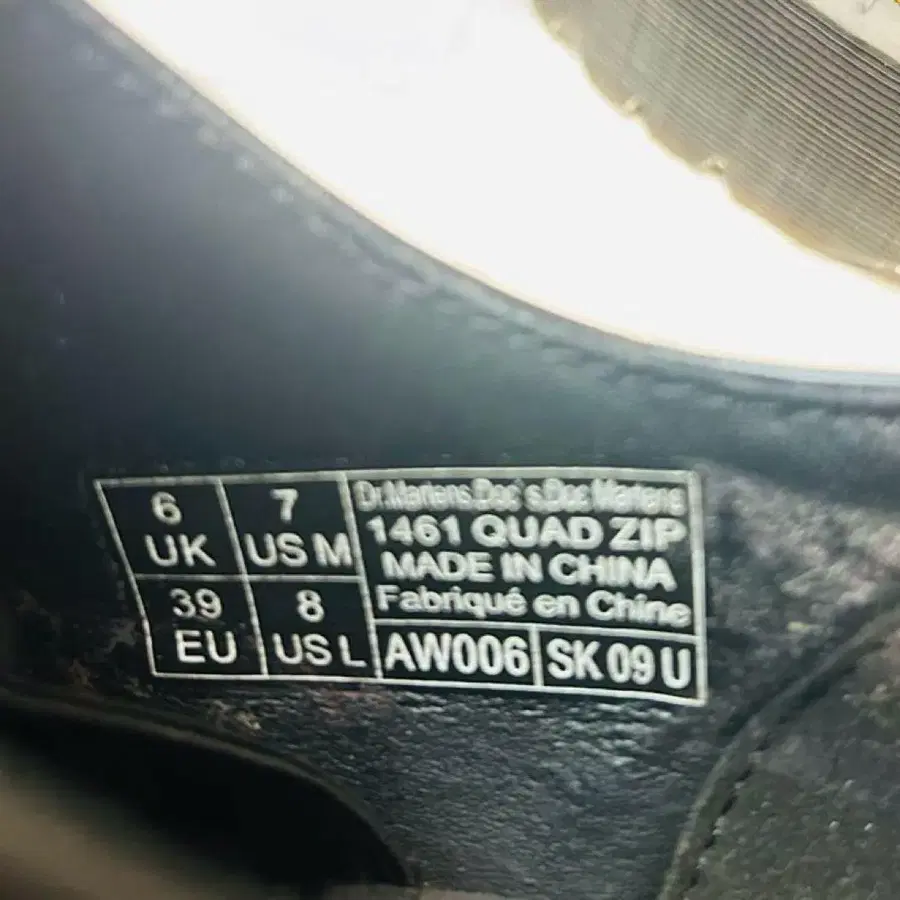 6 UK
7 US M
39 EU
8 US L
Dr.Martens.Doc's.Doc Martens
1461 QUAD ZIP
MADE IN CHINA
Fabriqué en Chine
AW006
SK 09 U